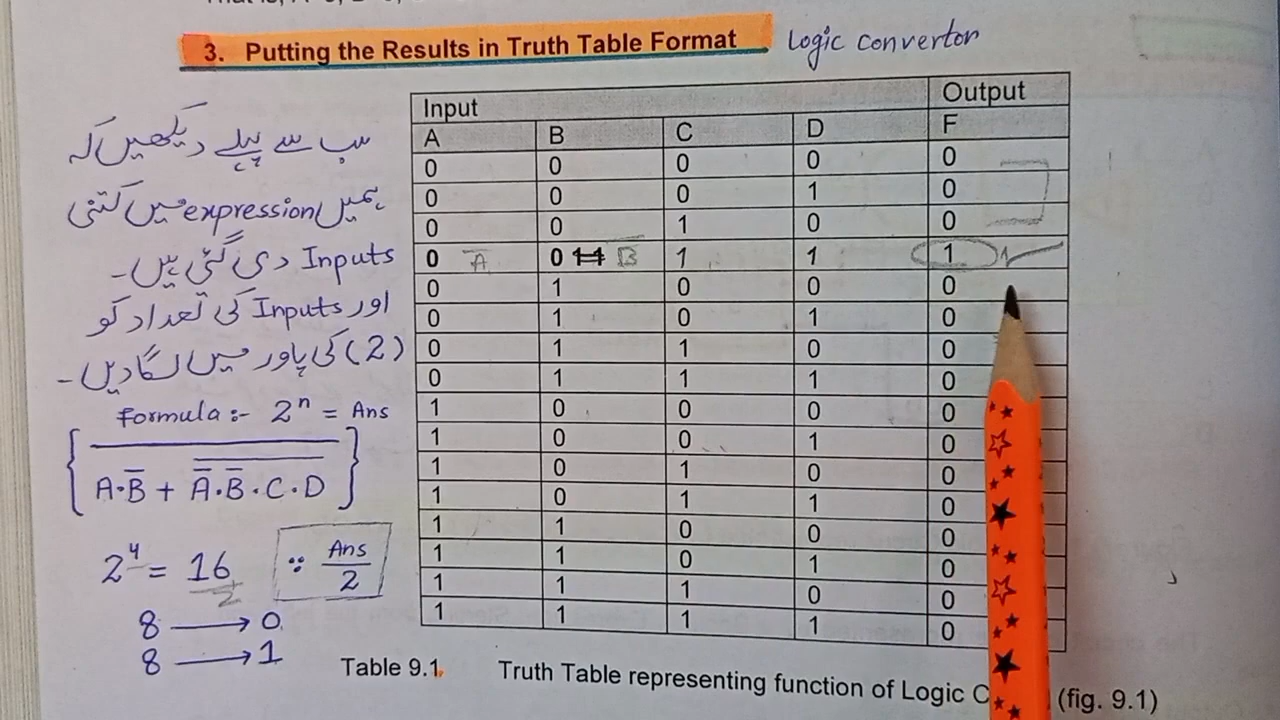 3. Putting the Results in Truth Table Format
Logic convertor
Input Output
A B C D F
0 0 0 0 0
0 0 0 1 0
0 0 1 0 0
0 A̅ 0 B̅ 1 1 1
0 1 0 0 0
0 1 0 1 0
0 1 1 0 0
0 1 1 1 0
1 0 0 0 0
1 0 0 1 0
1 0 1 0 0
1 0 1 1 0
1 1 0 0 0
1 1 0 1 0
1 1 1 0 0
1 1 1 1 0
سب سے پہلے دیکھیں کہ
ہمیں expression میں کتنی
Inputs دی گئی ہیں۔
اور Inputs کی تعداد کو
(2) کی پاور میں لگا دیں۔
formula :- 2ⁿ = Ans
A·B̅ + A̅·B̅·C·D
2⁴ = 16 ∵ Ans/2
2
8 → 0
8 → 1
Table 9.1 Truth Table representing function of Logic C (fig. 9.1)